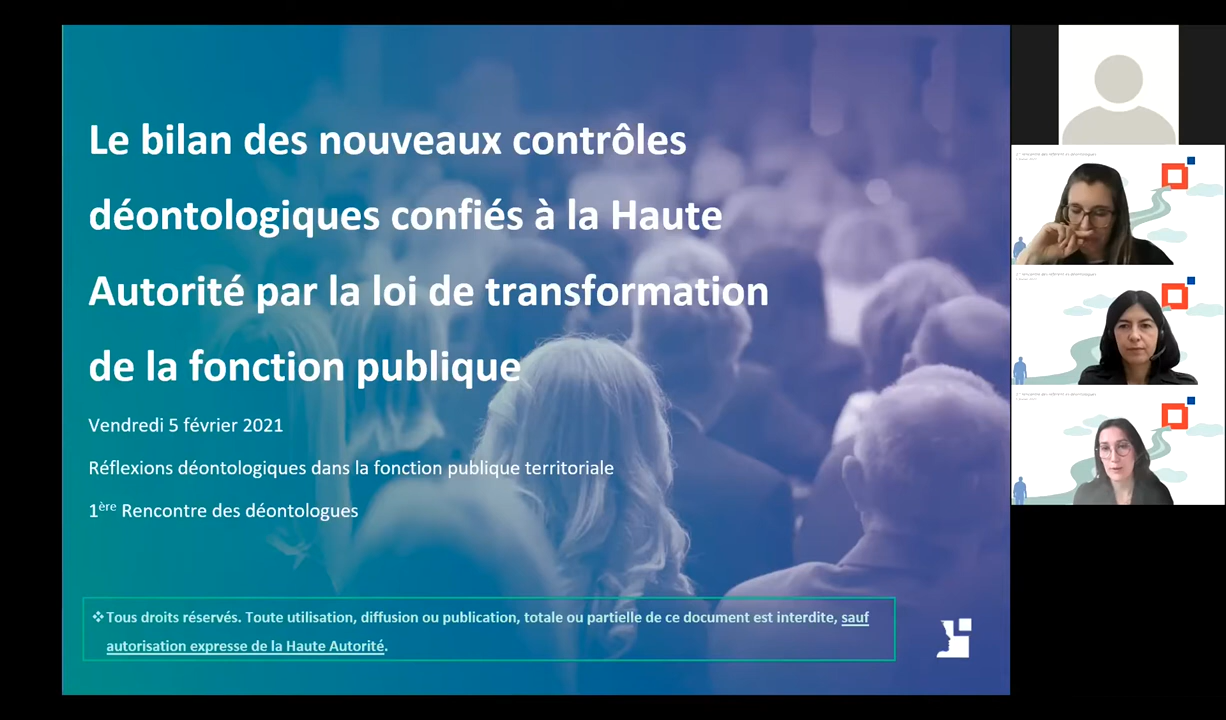 Le bilan des nouveaux contrôles
déontologiques confiés à la Haute
Autorité par la loi de transformation
de la fonction publique
Vendredi 5 février 2021
Réflexions déontologiques dans la fonction publique territoriale
1ère Rencontre des déontologues
❖Tous droits réservés. Toute utilisation, diffusion ou publication, totale ou partielle de ce document est interdite, sauf
autorisation expresse de la Haute Autorité.